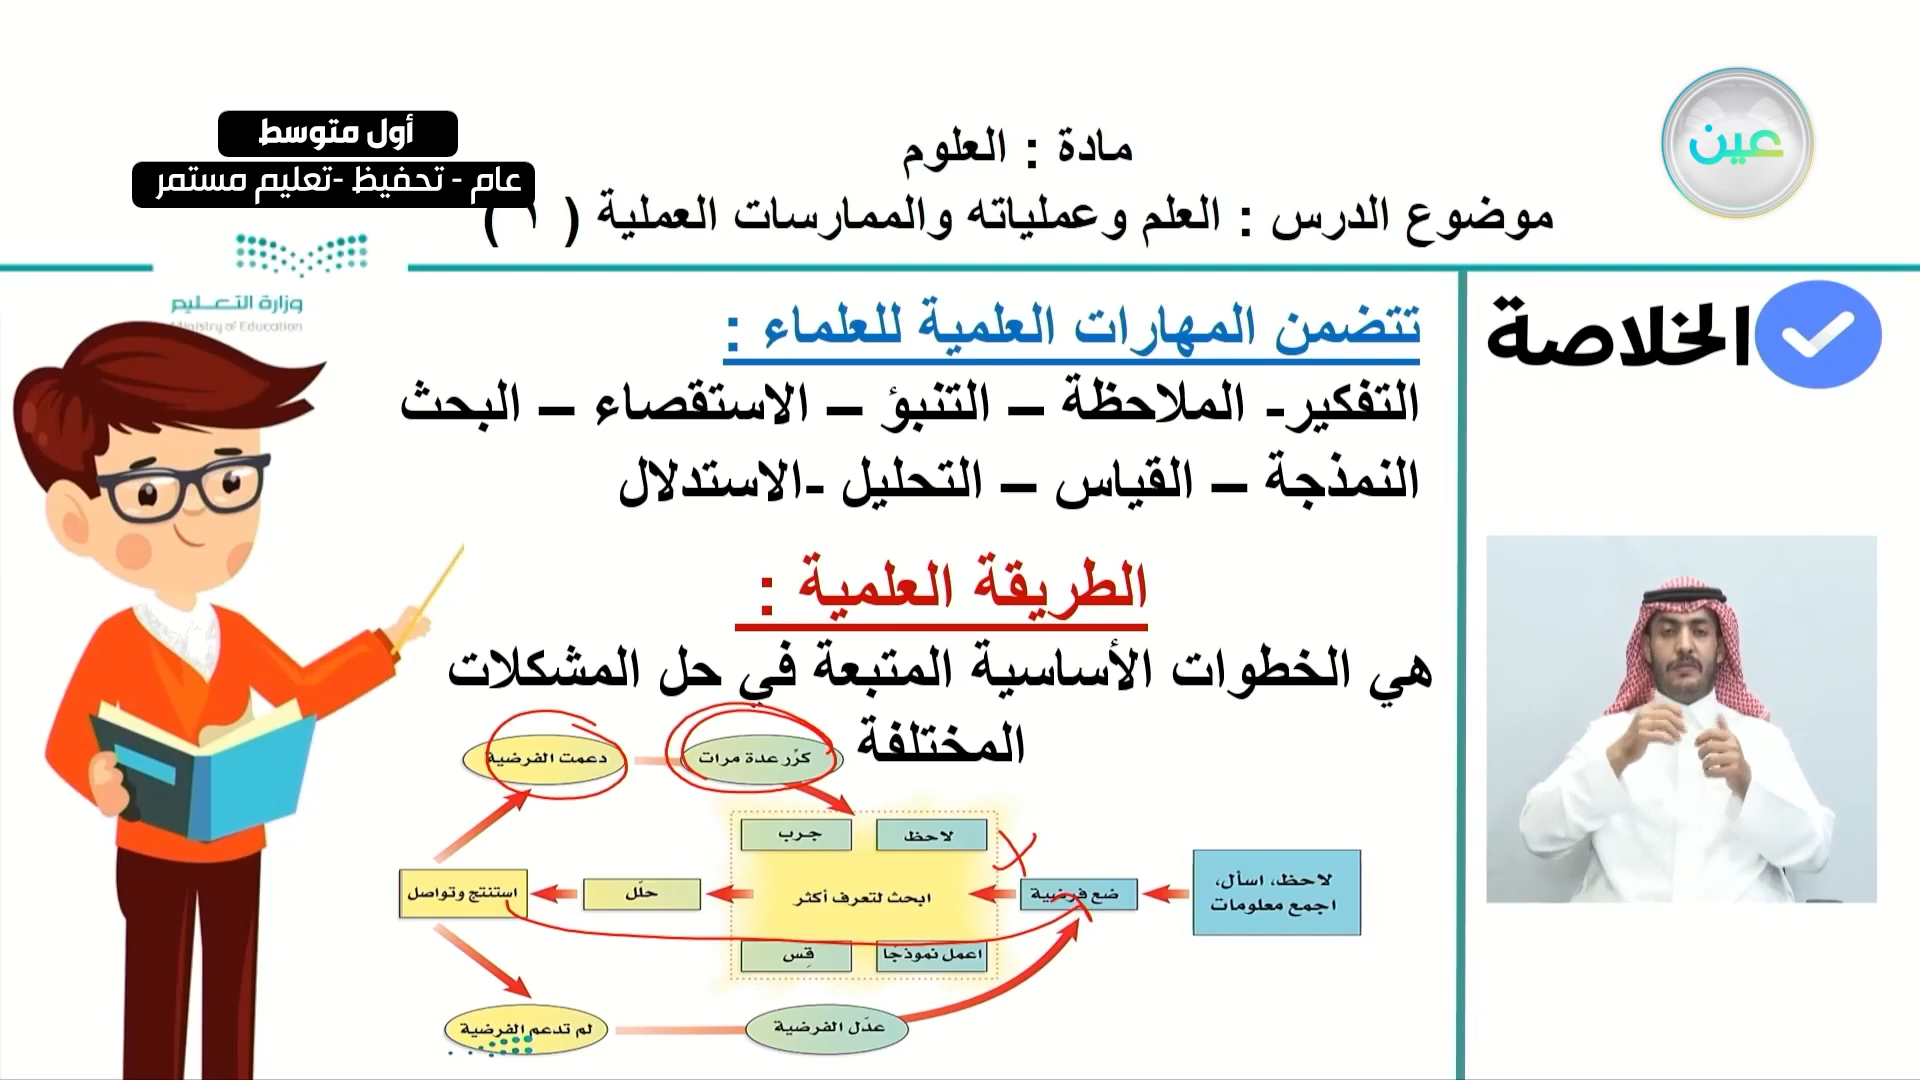 أول متوسط
عام - تحفيظ -تعليم مستمر
عين
مادة : العلوم
موضوع الدرس : العلم وعملياته والممارسات العملية ( ١ )
وزارة التعليم
Ministry of Education
الخلاصة
تتضمن المهارات العلمية للعلماء :
التفكير- الملاحظة – التنبؤ – الاستقصاء – البحث
النمذجة – القياس – التحليل -الاستدلال
الطريقة العلمية :
هي الخطوات الأساسية المتبعة في حل المشكلات
المختلفة
كرّر عدة مرات
دعمت الفرضية
لاحظ
جرب
لاحظ، اسأل،
اجمع معلومات
ضع فرضية
ابحث لتعرف أكثر
حلّل
استنتج وتواصل
اعمل نموذجًا
قِس
عدّل الفرضية
لم تدعم الفرضية